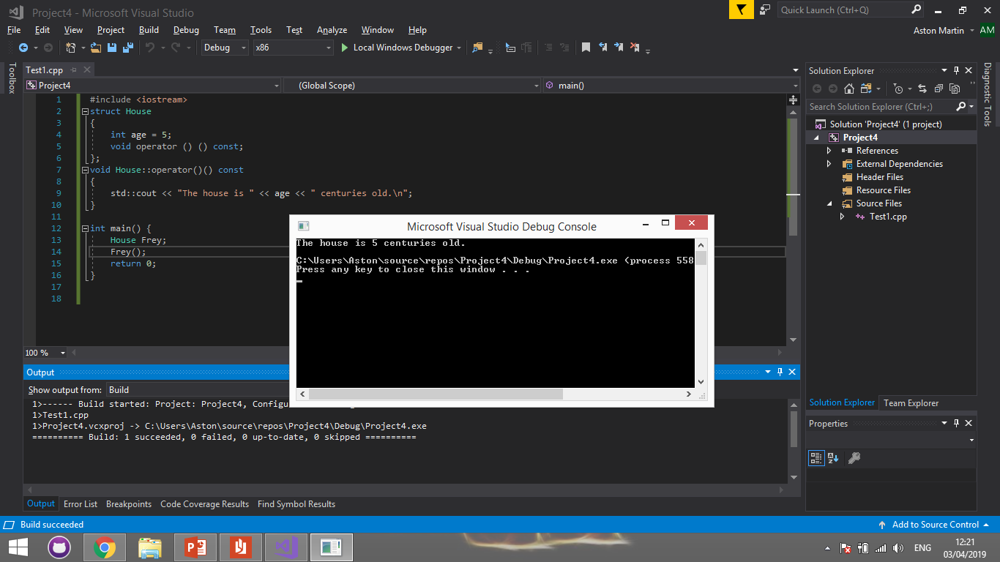 Project4 - Microsoft Visual Studio
Quick Launch (Ctrl+Q)
File Edit View Project Build Debug Team Tools Test Analyze Window Help
Aston Martin AM
Debug x86 Local Windows Debugger
Toolbox
Test1.cpp
Project4 (Global Scope) main()
1 #include <iostream>
2 struct House
3 {
4 int age = 5;
5 void operator () () const;
6 };
7 void House::operator()() const
8 {
9 std::cout << "The house is " << age << " centuries old.\n";
10 }
11
12 int main() {
13 House Frey;
14 Frey();
15 return 0;
16 }
17
18
100 %
Microsoft Visual Studio Debug Console
The house is 5 centuries old.
C:\Users\Aston\source\repos\Project4\Debug\Project4.exe (process 558
Press any key to close this window . . .
Output
Show output from: Build
1>------ Build started: Project: Project4,
1>Test1.cpp
1>Project4.vcxproj -> C:\Users\Aston\source\repos\Project4\Debug\Project4.exe
========== Build: 1 succeeded, 0 failed, 0 up-to-date, 0 skipped ==========
Output Error List Breakpoints Code Coverage Results Find Symbol Results
Solution Explorer
Search Solution Explorer (Ctrl+;)
Solution 'Project4' (1 project)
Project4
References
External Dependencies
Header Files
Resource Files
Source Files
Test1.cpp
Solution Explorer Team Explorer
Properties
Diagnostic Tools
Build succeeded
Add to Source Control
ENG
12:21
03/04/2019